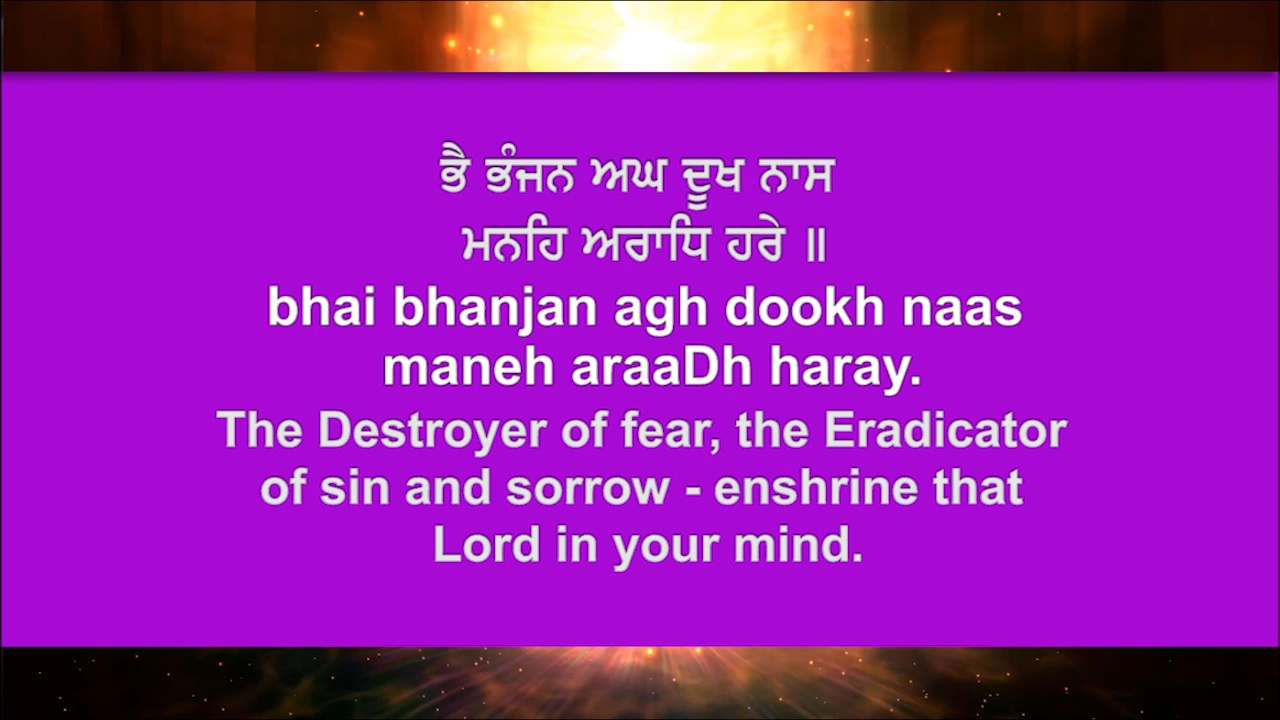 ਭੈ ਭੰਜਨ ਅਘ ਦੂਖ ਨਾਸ
ਮਨਹਿ ਅਰਾਧਿ ਹਰੇ ॥
bhai bhanjan agh dookh naas
maneh araaDh haray.
The Destroyer of fear, the Eradicator
of sin and sorrow - enshrine that
Lord in your mind.